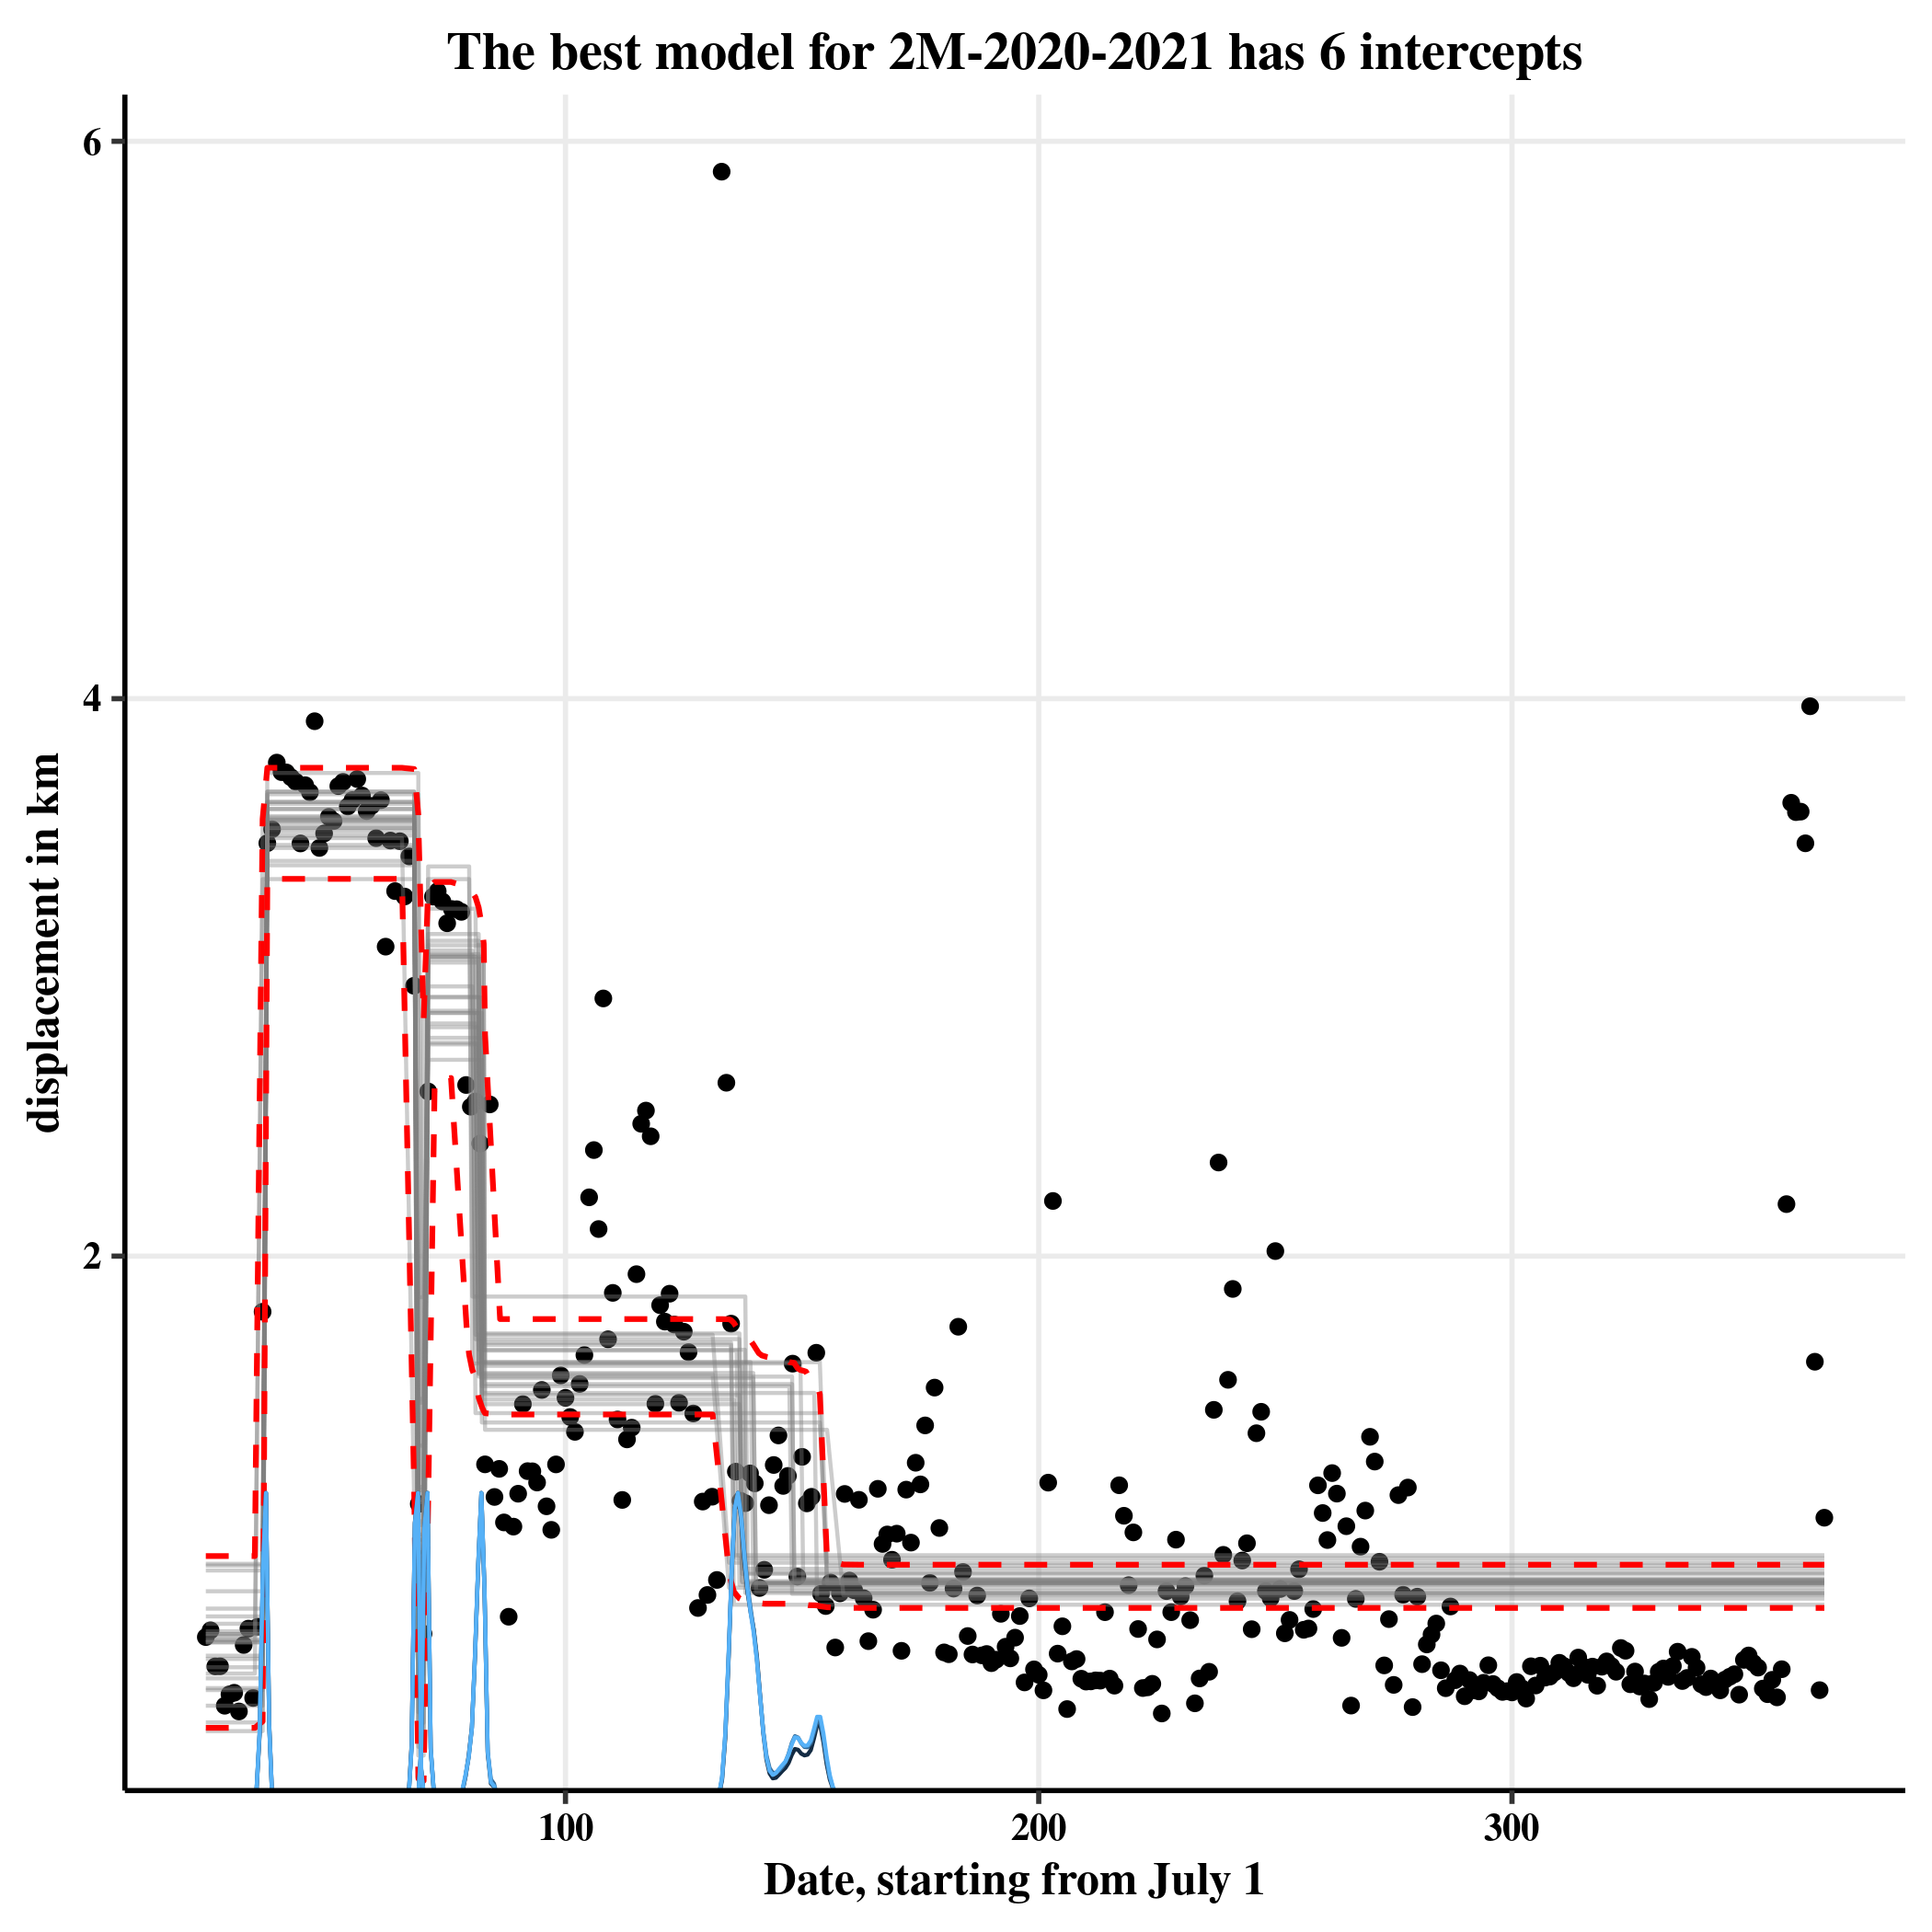 The best model for 2M-2020-2021 has 6 intercepts
6
4
2
displacement in km
100
200
300
Date, starting from July 1